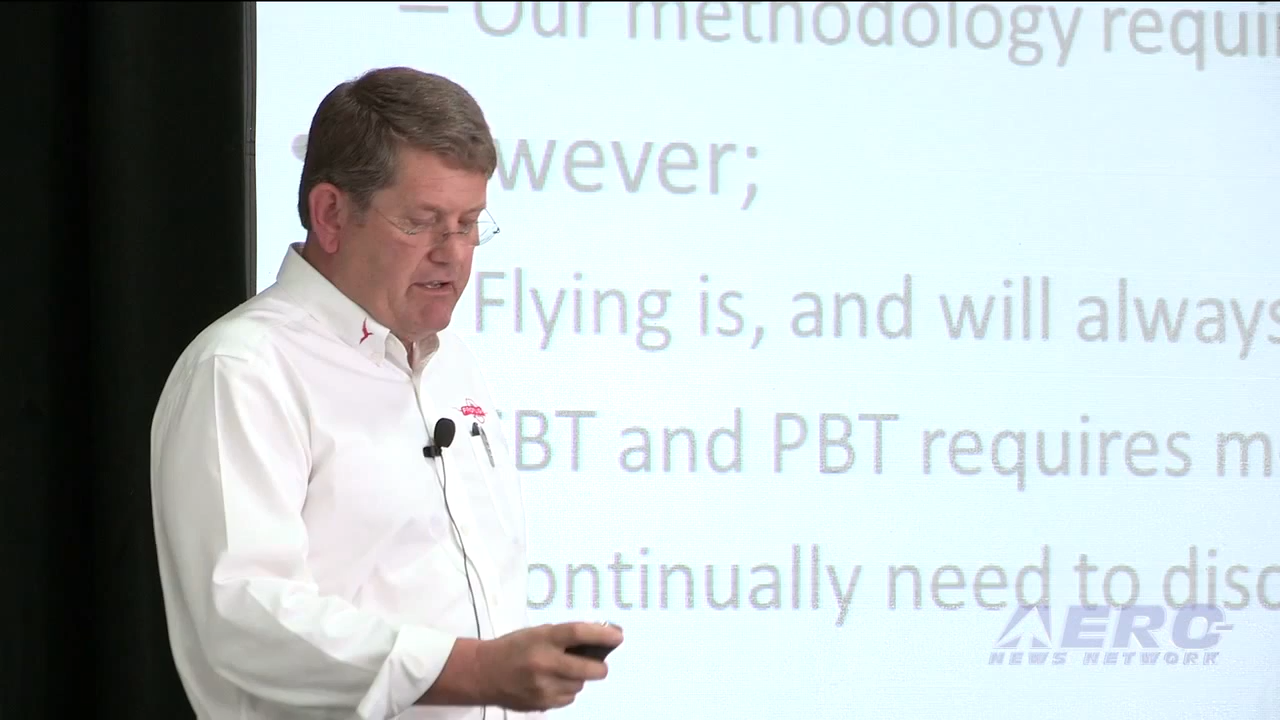 – Our methodology requir
wever;
Flying is, and will always
BT and PBT requires m
ontinually need to disc
AERO
NEWS NETWORK